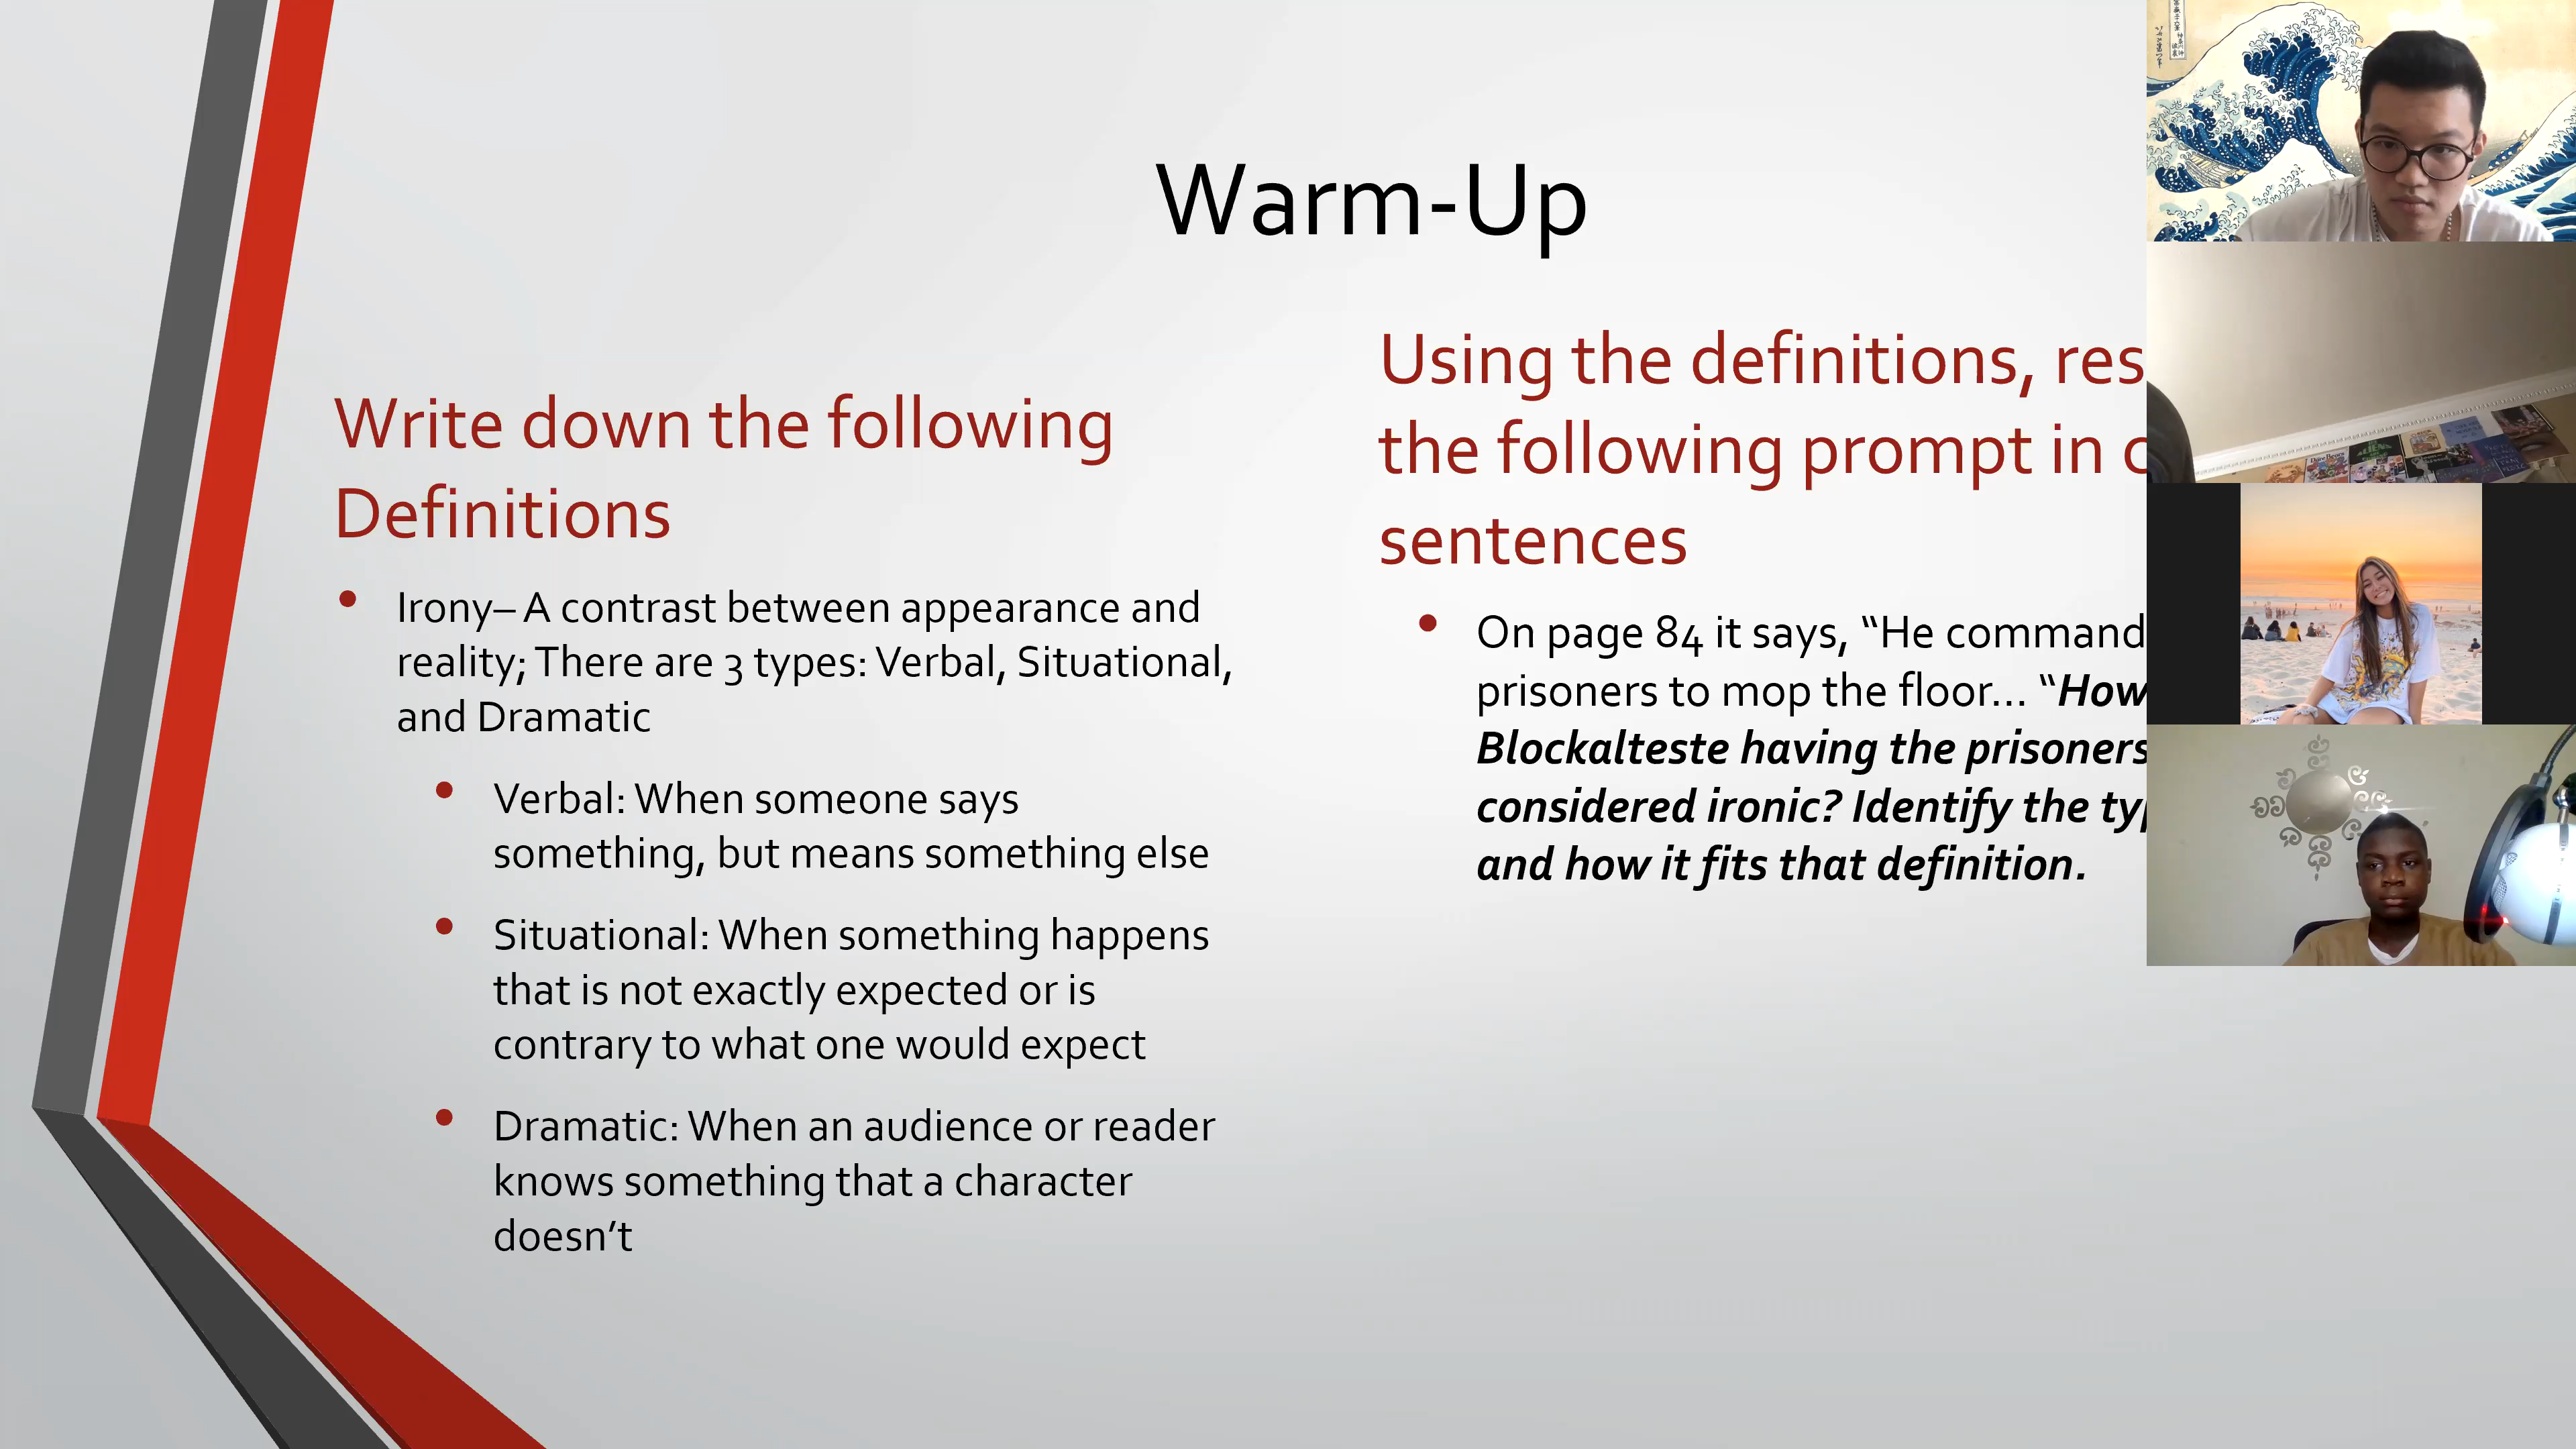 Warm-Up
Write down the following
Definitions
• Irony– A contrast between appearance and
reality; There are 3 types: Verbal, Situational,
and Dramatic
• Verbal: When someone says
something, but means something else
• Situational: When something happens
that is not exactly expected or is
contrary to what one would expect
• Dramatic: When an audience or reader
knows something that a character
doesn’t
Using the definitions, res
the following prompt in
sentences
• On page 84 it says, “He command
prisoners to mop the floor... “How
Blockalteste having the prisoners
considered ironic? Identify the typ
and how it fits that definition.